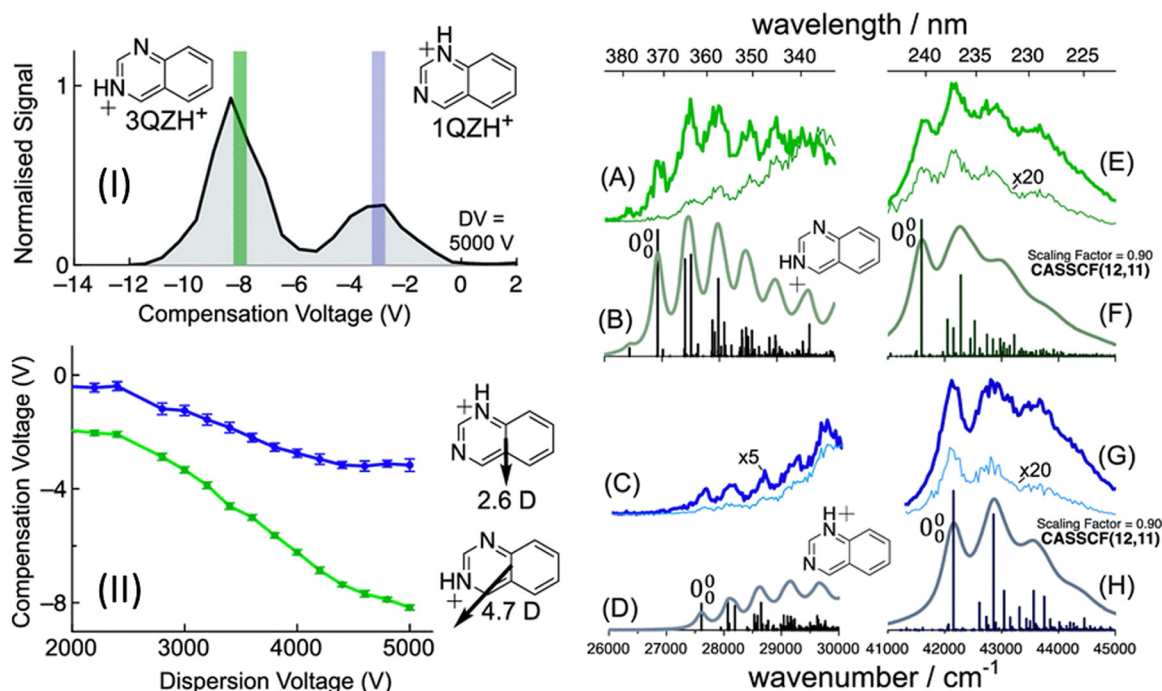 (I)
Normalised Signal
1
0
N
HN
+
3QZH+
+
H
N
N
1QZH+
DV =
5000 V
−14 −12 −10 −8 −6 −4 −2 0 2
Compensation Voltage (V)
(II)
Compensation Voltage (V)
0
−4
−8
+
H
N
N
2.6 D
N
HN
+
4.7 D
2000 3000 4000 5000
Dispersion Voltage (V)
wavelength / nm
380 370 360 350 340
240 235 230 225
(A)
(E)
x20
(B)
0⁰₀
N
HN
+
0⁰₀
Scaling Factor = 0.90
CASSCF(12,11)
(F)
(C)
x5
(G)
x20
(D)
0⁰₀
H
N
+
N
0⁰₀
Scaling Factor = 0.90
CASSCF(12,11)
(H)
26000 27000 28000 29000 30000
41000 42000 43000 44000 45000
wavenumber / cm⁻¹